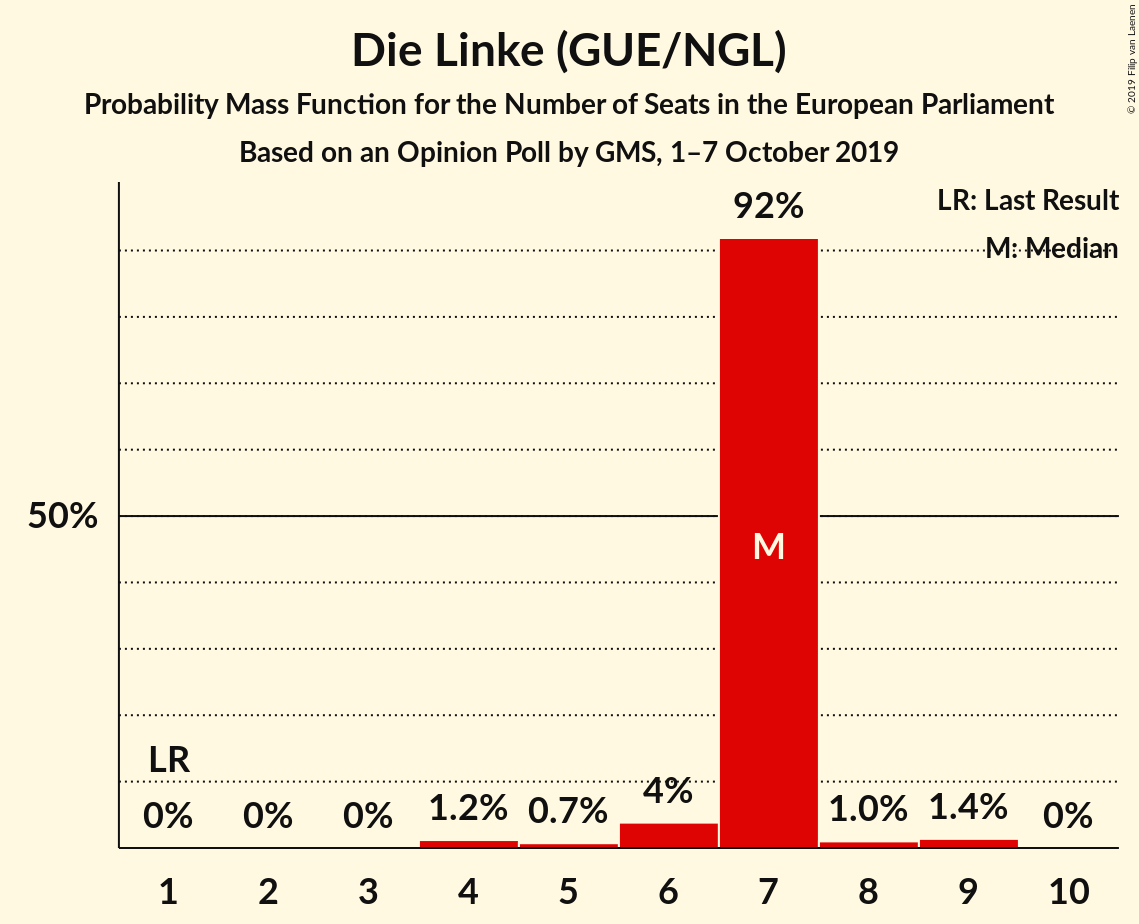 Die Linke (GUE/NGL)
Probability Mass Function for the Number of Seats in the European Parliament
Based on an Opinion Poll by GMS, 1–7 October 2019
© 2019 Filip van Laenen
LR: Last Result
M: Median
92%
50%
M
LR
0%
0%
0%
1.2%
0.7%
4%
1.0%
1.4%
0%
1 2 3 4 5 6 7 8 9 10